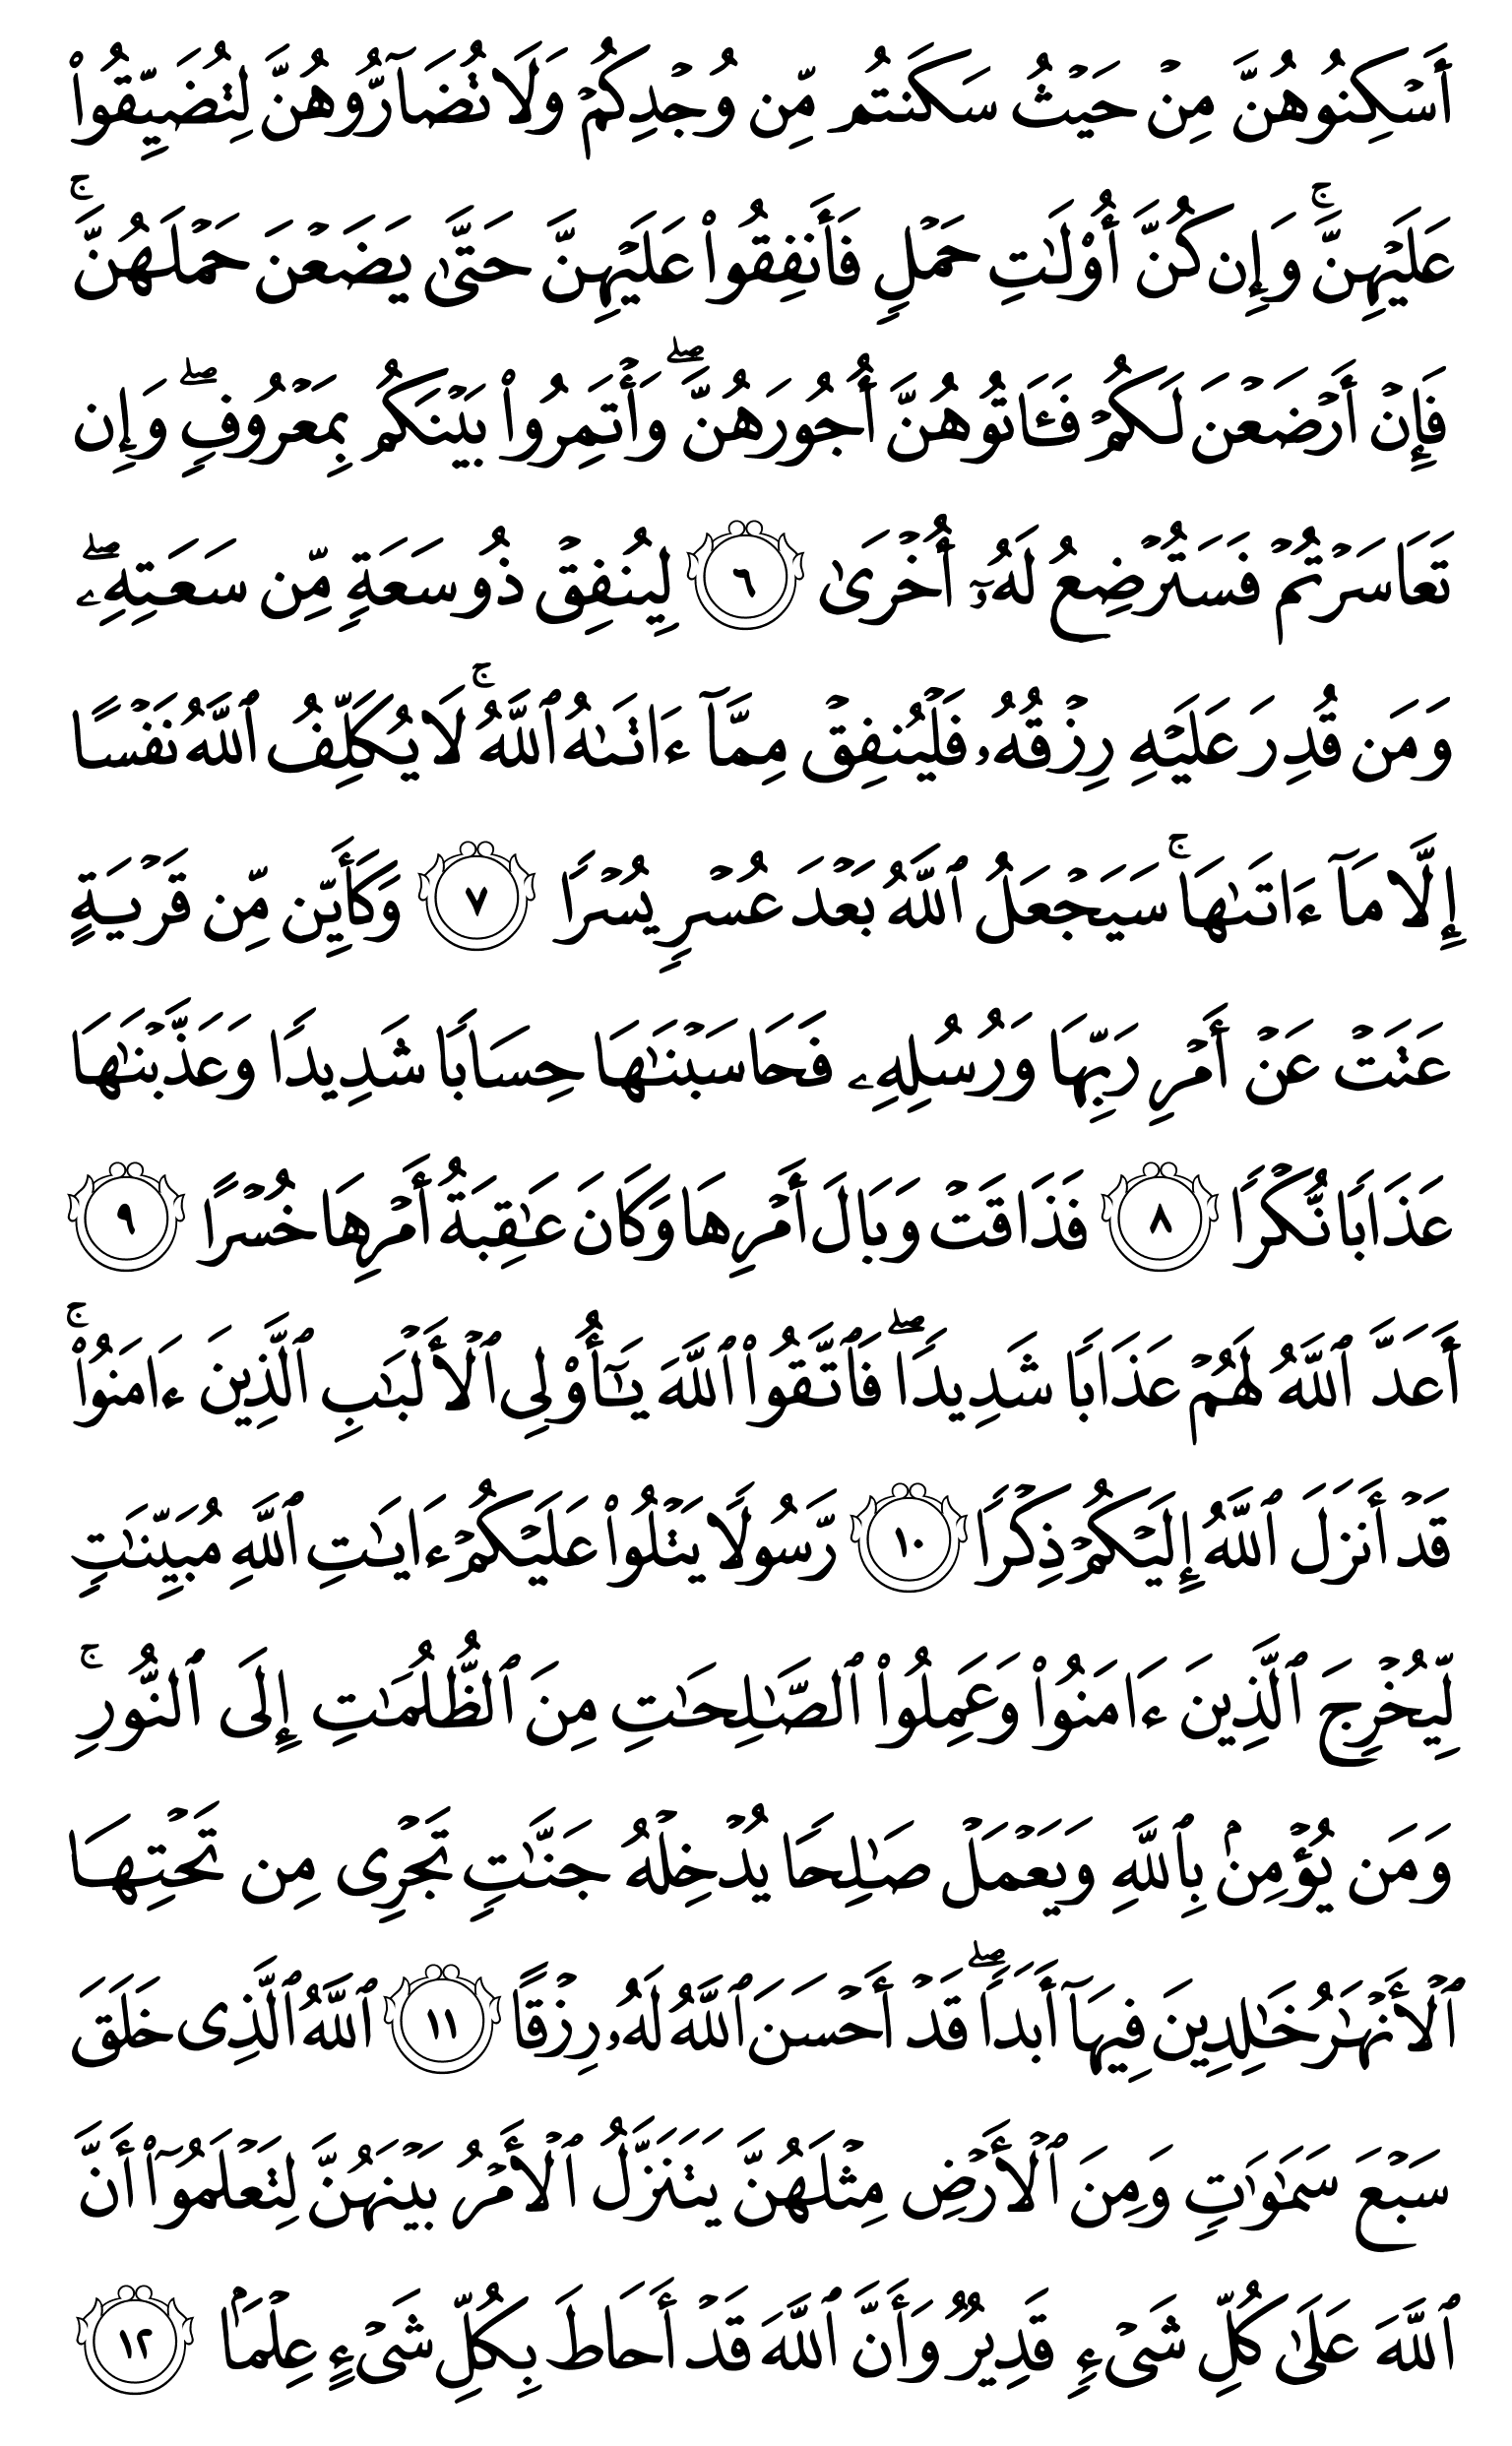 أَسۡكِنُوهُنَّ مِنۡ حَيۡثُ سَكَنتُم مِّن وُجۡدِكُمۡ وَلَا تُضَآرُّوهُنَّ لِتُضَيِّقُواْ
عَلَيۡهِنَّۚ وَإِن كُنَّ أُوْلَٰتِ حَمۡلٖ فَأَنفِقُواْ عَلَيۡهِنَّ حَتَّىٰ يَضَعۡنَ حَمۡلَهُنَّۚ
فَإِنۡ أَرۡضَعۡنَ لَكُمۡ فَـَٔاتُوهُنَّ أُجُورَهُنَّ وَأۡتَمِرُواْ بَيۡنَكُم بِمَعۡرُوفٖۖ وَإِن
تَعَاسَرۡتُمۡ فَسَتُرۡضِعُ لَهُۥٓ أُخۡرَىٰ ٦ لِيُنفِقۡ ذُو سَعَةٖ مِّن سَعَتِهِۦۖ
وَمَن قُدِرَ عَلَيۡهِ رِزۡقُهُۥ فَلۡيُنفِقۡ مِمَّآ ءَاتَىٰهُ ٱللَّهُۚ لَا يُكَلِّفُ ٱللَّهُ نَفۡسًا
إِلَّا مَآ ءَاتَىٰهَاۚ سَيَجۡعَلُ ٱللَّهُ بَعۡدَ عُسۡرٖ يُسۡرٗا ٧ وَكَأَيِّن مِّن قَرۡيَةٍ
عَتَتۡ عَنۡ أَمۡرِ رَبِّهَا وَرُسُلِهِۦ فَحَاسَبۡنَٰهَا حِسَابٗا شَدِيدٗا وَعَذَّبۡنَٰهَا
عَذَابٗا نُّكۡرٗا ٨ فَذَاقَتۡ وَبَالَ أَمۡرِهَا وَكَانَ عَٰقِبَةُ أَمۡرِهَا خُسۡرًا ٩
أَعَدَّ ٱللَّهُ لَهُمۡ عَذَابٗا شَدِيدٗاۖ فَٱتَّقُواْ ٱللَّهَ يَٰٓأُوْلِي ٱلۡأَلۡبَٰبِ ٱلَّذِينَ ءَامَنُواْۚ
قَدۡ أَنزَلَ ٱللَّهُ إِلَيۡكُمۡ ذِكۡرٗا ١٠ رَّسُولٗا يَتۡلُواْ عَلَيۡكُمۡ ءَايَٰتِ ٱللَّهِ مُبَيِّنَٰتٖ
لِّيُخۡرِجَ ٱلَّذِينَ ءَامَنُواْ وَعَمِلُواْ ٱلصَّٰلِحَٰتِ مِنَ ٱلظُّلُمَٰتِ إِلَى ٱلنُّورِۚ
وَمَن يُؤۡمِنۢ بِٱللَّهِ وَيَعۡمَلۡ صَٰلِحٗا يُدۡخِلۡهُ جَنَّٰتٖ تَجۡرِي مِن تَحۡتِهَا
ٱلۡأَنۡهَٰرُ خَٰلِدِينَ فِيهَآ أَبَدٗاۖ قَدۡ أَحۡسَنَ ٱللَّهُ لَهُۥ رِزۡقًا ١١ ٱللَّهُ ٱلَّذِي خَلَقَ
سَبۡعَ سَمَٰوَٰتٖ وَمِنَ ٱلۡأَرۡضِ مِثۡلَهُنَّ يَتَنَزَّلُ ٱلۡأَمۡرُ بَيۡنَهُنَّ لِتَعۡلَمُوٓاْ أَنَّ
ٱللَّهَ عَلَىٰ كُلِّ شَيۡءٖ قَدِيرٞ وَأَنَّ ٱللَّهَ قَدۡ أَحَاطَ بِكُلِّ شَيۡءٍ عِلۡمَۢا ١٢